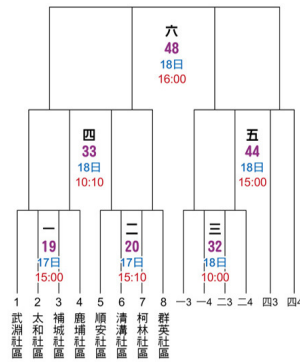 六
48
18日
16:00
四
33
18日
10:10
五
44
18日
15:00
一
19
17日
15:00
二
20
17日
15:10
三
32
18日
10:00
1 2 3 4 5 6 7 8 一3 一4 二3 二4 四3 四4
武淵社區
太和社區
補城社區
鹿埔社區
順安社區
清溝社區
柯林社區
群英社區